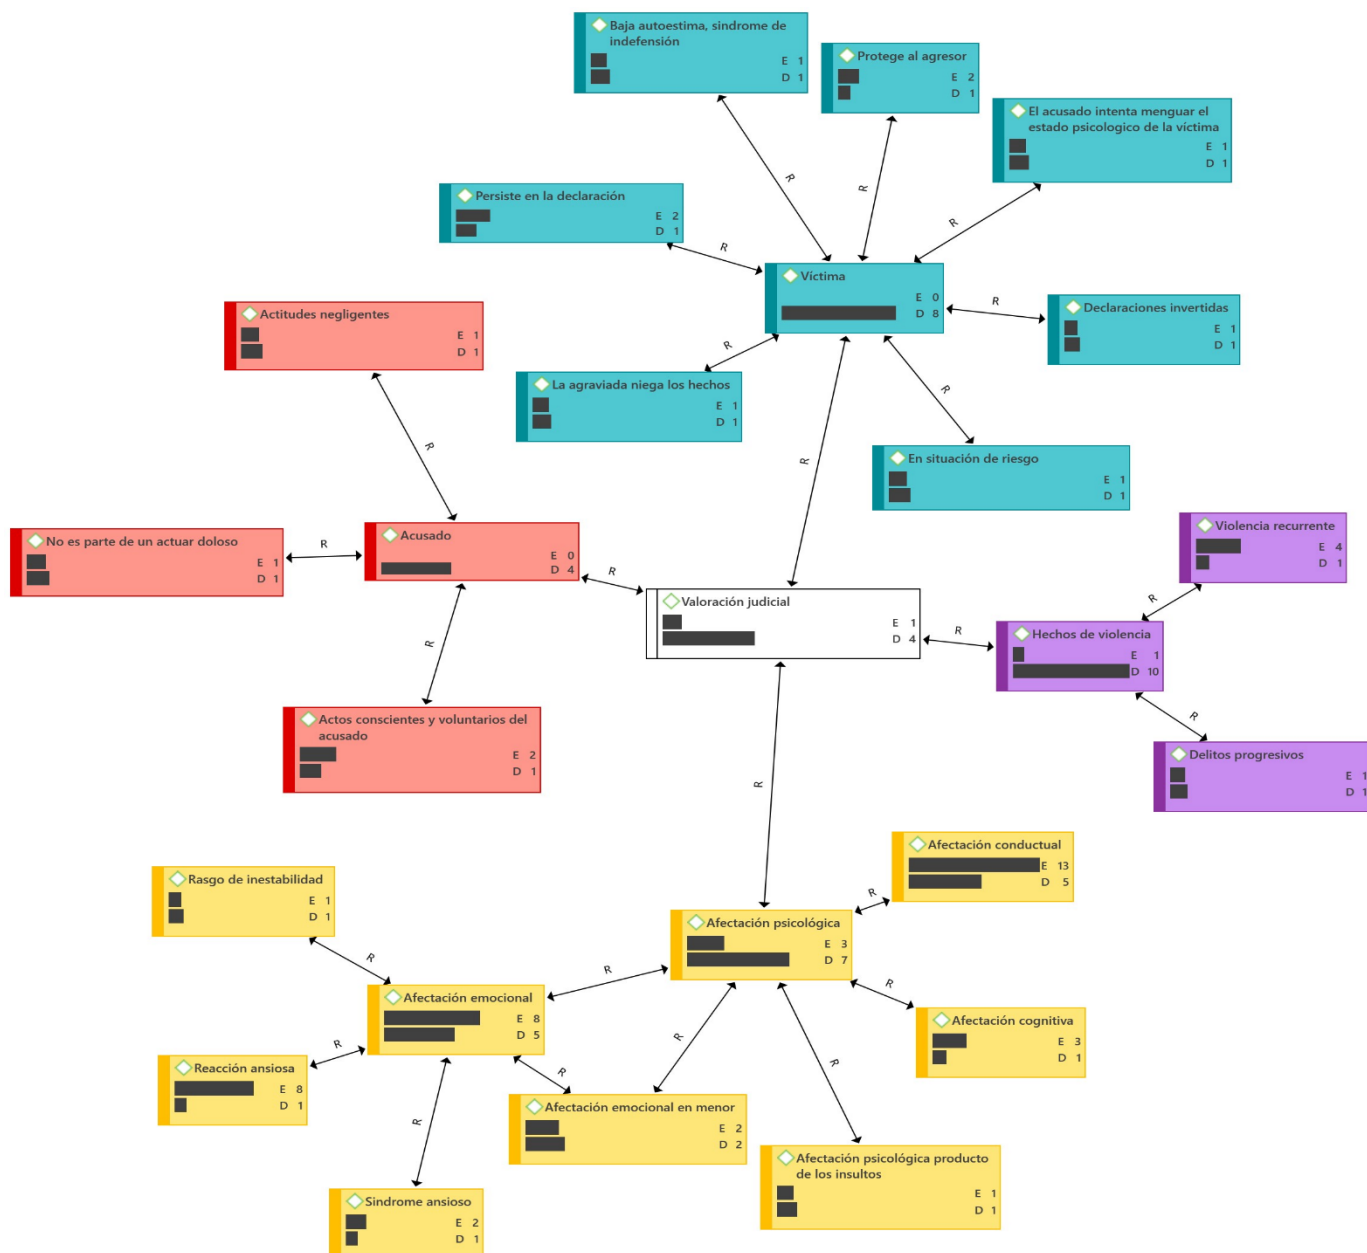 Baja autoestima, sindrome de
indefensión
E 1
D 1
Protege al agresor
E 2
D 1
El acusado intenta menguar el
estado psicologico de la víctima
E 1
D 1
R
R
R
Persiste en la declaración
E 2
D 1
R
Víctima
E 0
D 8
R
Declaraciones invertidas
E 1
D 1
Actitudes negligentes
E 1
D 1
R
La agraviada niega los hechos
E 1
D 1
R
R
En situación de riesgo
E 1
D 1
R
R
No es parte de un actuar doloso
E 1
D 1
R
Acusado
E 0
D 4
R
Violencia recurrente
E 4
D 1
Valoración judicial
E 1
D 4
R
Hechos de violencia
E 1
D 10
R
R
Actos conscientes y voluntarios del
acusado
E 2
D 1
R
Delitos progresivos
E 1
D 1
R
Afectación conductual
E 13
D 5
Rasgo de inestabilidad
E 1
D 1
R
Afectación psicológica
E 3
D 7
R
R
Afectación emocional
E 8
D 5
R
Afectación cognitiva
E 3
D 1
Reacción ansiosa
E 8
D 1
R
R
R
R
Afectación emocional en menor
E 2
D 2
R
Afectación psicológica producto
de los insultos
E 1
D 1
Sindrome ansioso
E 2
D 1